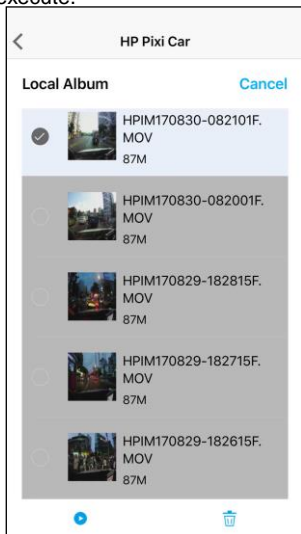 execute.
HP Pixi Car
Local Album Cancel
HPIM170830-082101F.
MOV
87M
HPIM170830-082001F.
MOV
87M
HPIM170829-182815F.
MOV
87M
HPIM170829-182715F.
MOV
87M
HPIM170829-182615F.
MOV
87M